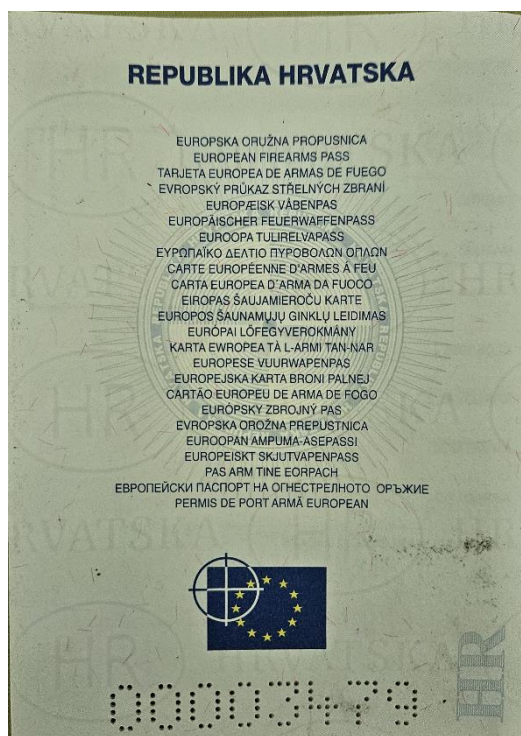 REPUBLIKA HRVATSKA
EUROPSKA ORUŽNA PROPUSNICA
EUROPEAN FIREARMS PASS
TARJETA EUROPEA DE ARMAS DE FUEGO
EVROPSKÝ PRŮKAZ STŘELNÝCH ZBRANÍ
EUROPÆISK VÅBENPAS
EUROPÄISCHER FEUERWAFFENPASS
EUROOPA TULIRELVAPASS
ΕΥΡΩΠΑΪΚΟ ΔΕΛΤΙΟ ΠΥΡΟΒΟΛΩΝ ΟΠΛΩΝ
CARTE EUROPÉENNE D'ARMES À FEU
CARTA EUROPEA D'ARMA DA FUOCO
EIROPAS ŠAUJAMIEROČU KARTE
EUROPOS ŠAUNAMŲJŲ GINKLŲ LEIDIMAS
EURÓPAI LŐFEGYVEROKMÁNY
KARTA EWROPEA TÀ L-ARMI TAN-NAR
EUROPESE VUURWAPENPAS
EUROPEJSKA KARTA BRONI PALNEJ
CARTÃO EUROPEU DE ARMA DE FOGO
EURÓPSKY ZBROJNÝ PAS
EVROPSKA OROŽNA PREPUSTNICA
EUROOPAN AMPUMA-ASEPASSI
EUROPEISKT SKJUTVAPENPASS
PAS ARM TINE EORPACH
ЕВРОПЕЙСКИ ПАСПОРТ НА ОГНЕСТРЕЛНОТО ОРЪЖИЕ
PERMIS DE PORT ARMĂ EUROPEAN
HR
00003479